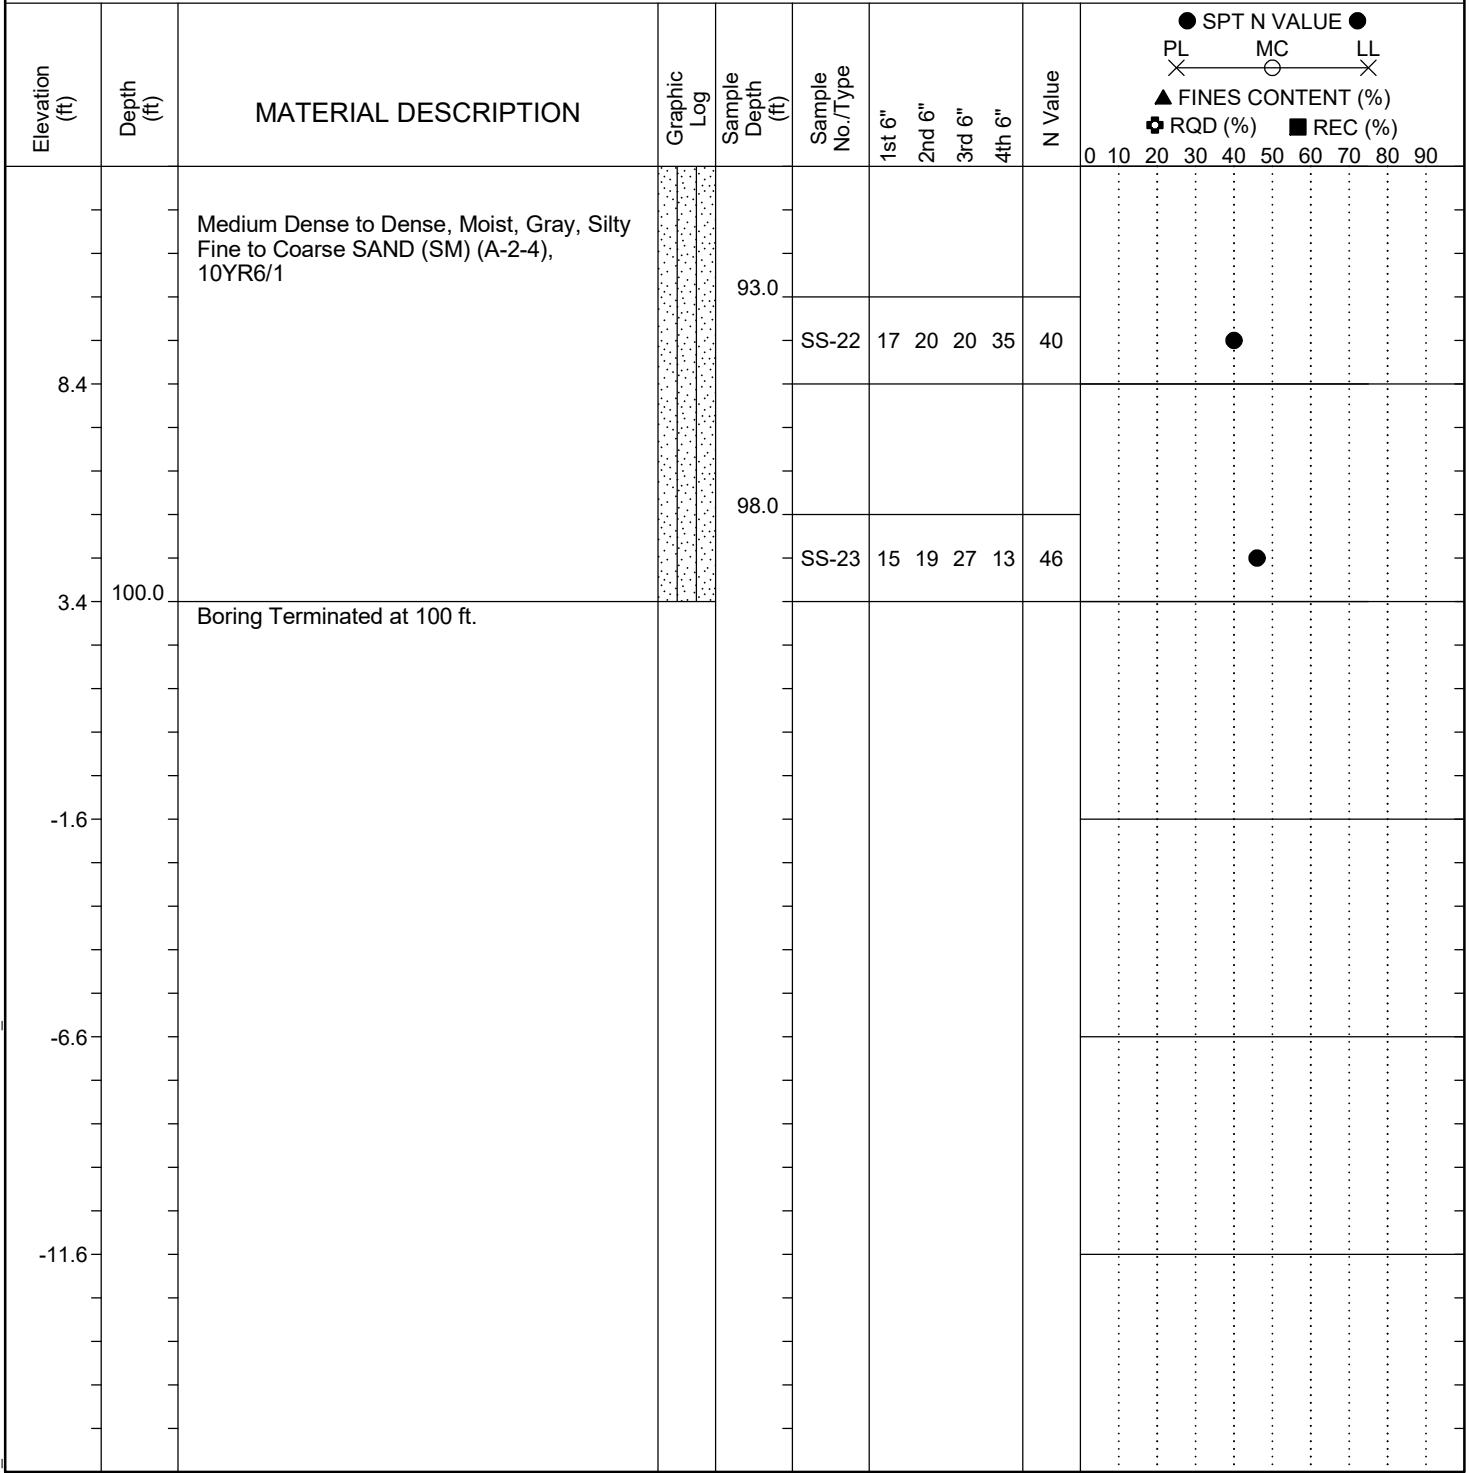 ● SPT N VALUE ●
PL MC LL
▲ FINES CONTENT (%)
RQD (%) ■ REC (%)
Elevation (ft)
Depth (ft)
MATERIAL DESCRIPTION
Graphic Log
Sample Depth (ft)
Sample No./Type
1st 6"
2nd 6"
3rd 6"
4th 6"
N Value
0 10 20 30 40 50 60 70 80 90
Medium Dense to Dense, Moist, Gray, Silty
Fine to Coarse SAND (SM) (A-2-4),
10YR6/1
93.0
SS-22 17 20 20 35 40
8.4
98.0
SS-23 15 19 27 13 46
100.0
3.4
Boring Terminated at 100 ft.
-1.6
-6.6
-11.6